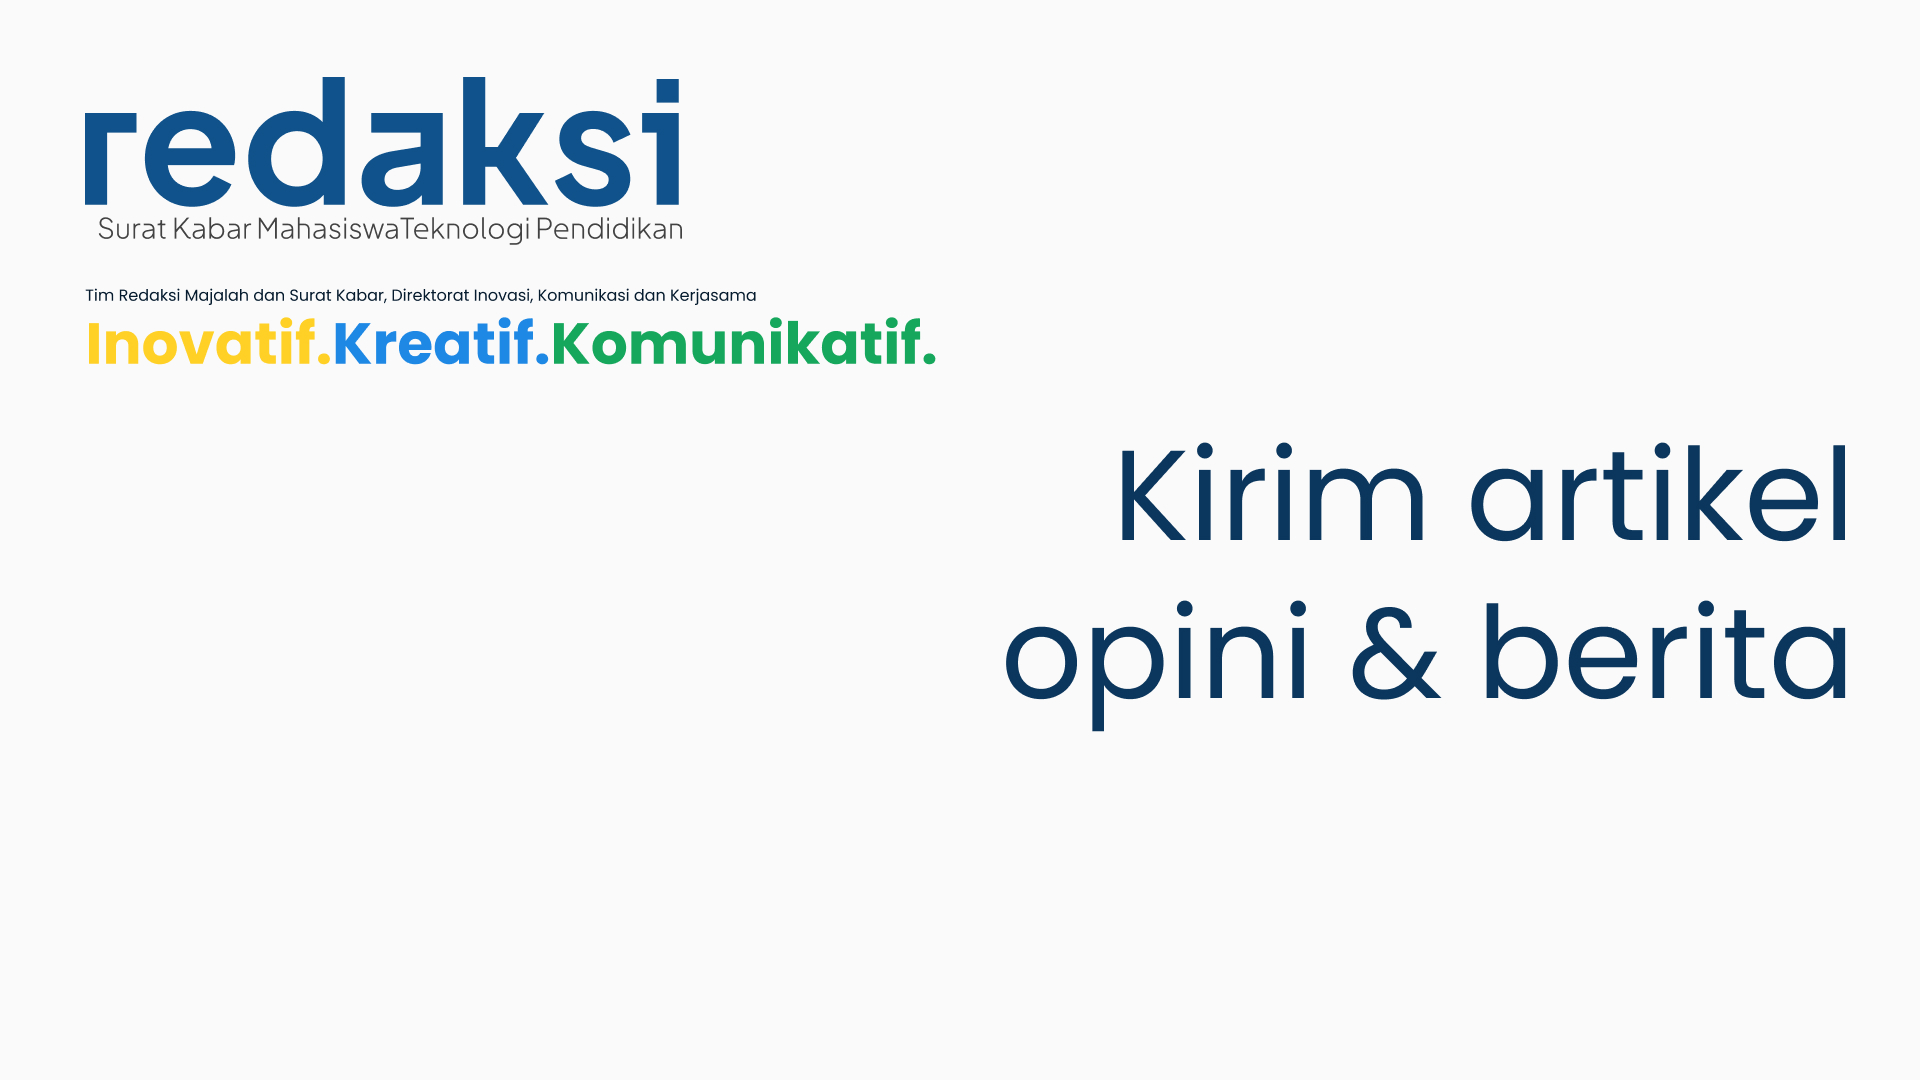 redaksi
Surat Kabar MahasiswaTeknologi Pendidikan
Tim Redaksi Majalah dan Surat Kabar, Direktorat Inovasi, Komunikasi dan Kerjasama
Inovatif.Kreatif.Komunikatif.
Kirim artikel
opini & berita